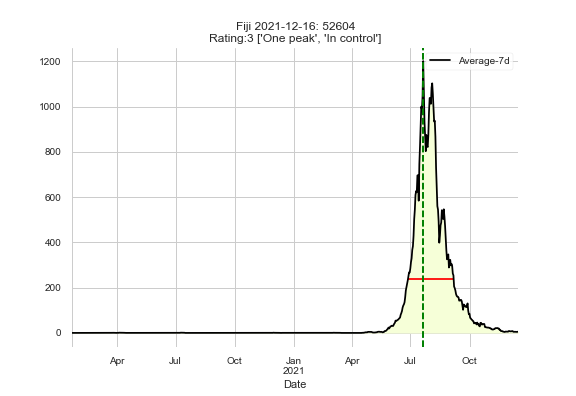 Fiji 2021-12-16: 52604
Rating:3 ['One peak', 'In control']
Average-7d
1200
1000
800
600
400
200
0
Apr Jul Oct Jan Apr Jul Oct
2021
Date